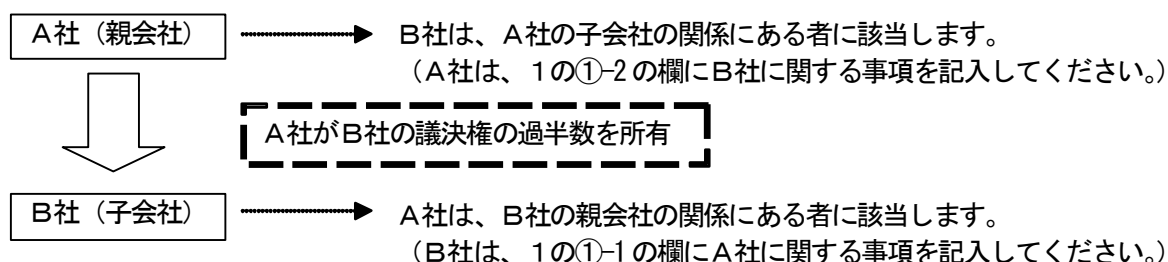 A社（親会社） B社は、A社の子会社の関係にある者に該当します。
（A社は、1の①-2の欄にB社に関する事項を記入してください。）
A社がB社の議決権の過半数を所有
B社（子会社） A社は、B社の親会社の関係にある者に該当します。
（B社は、1の①-1の欄にA社に関する事項を記入してください。）